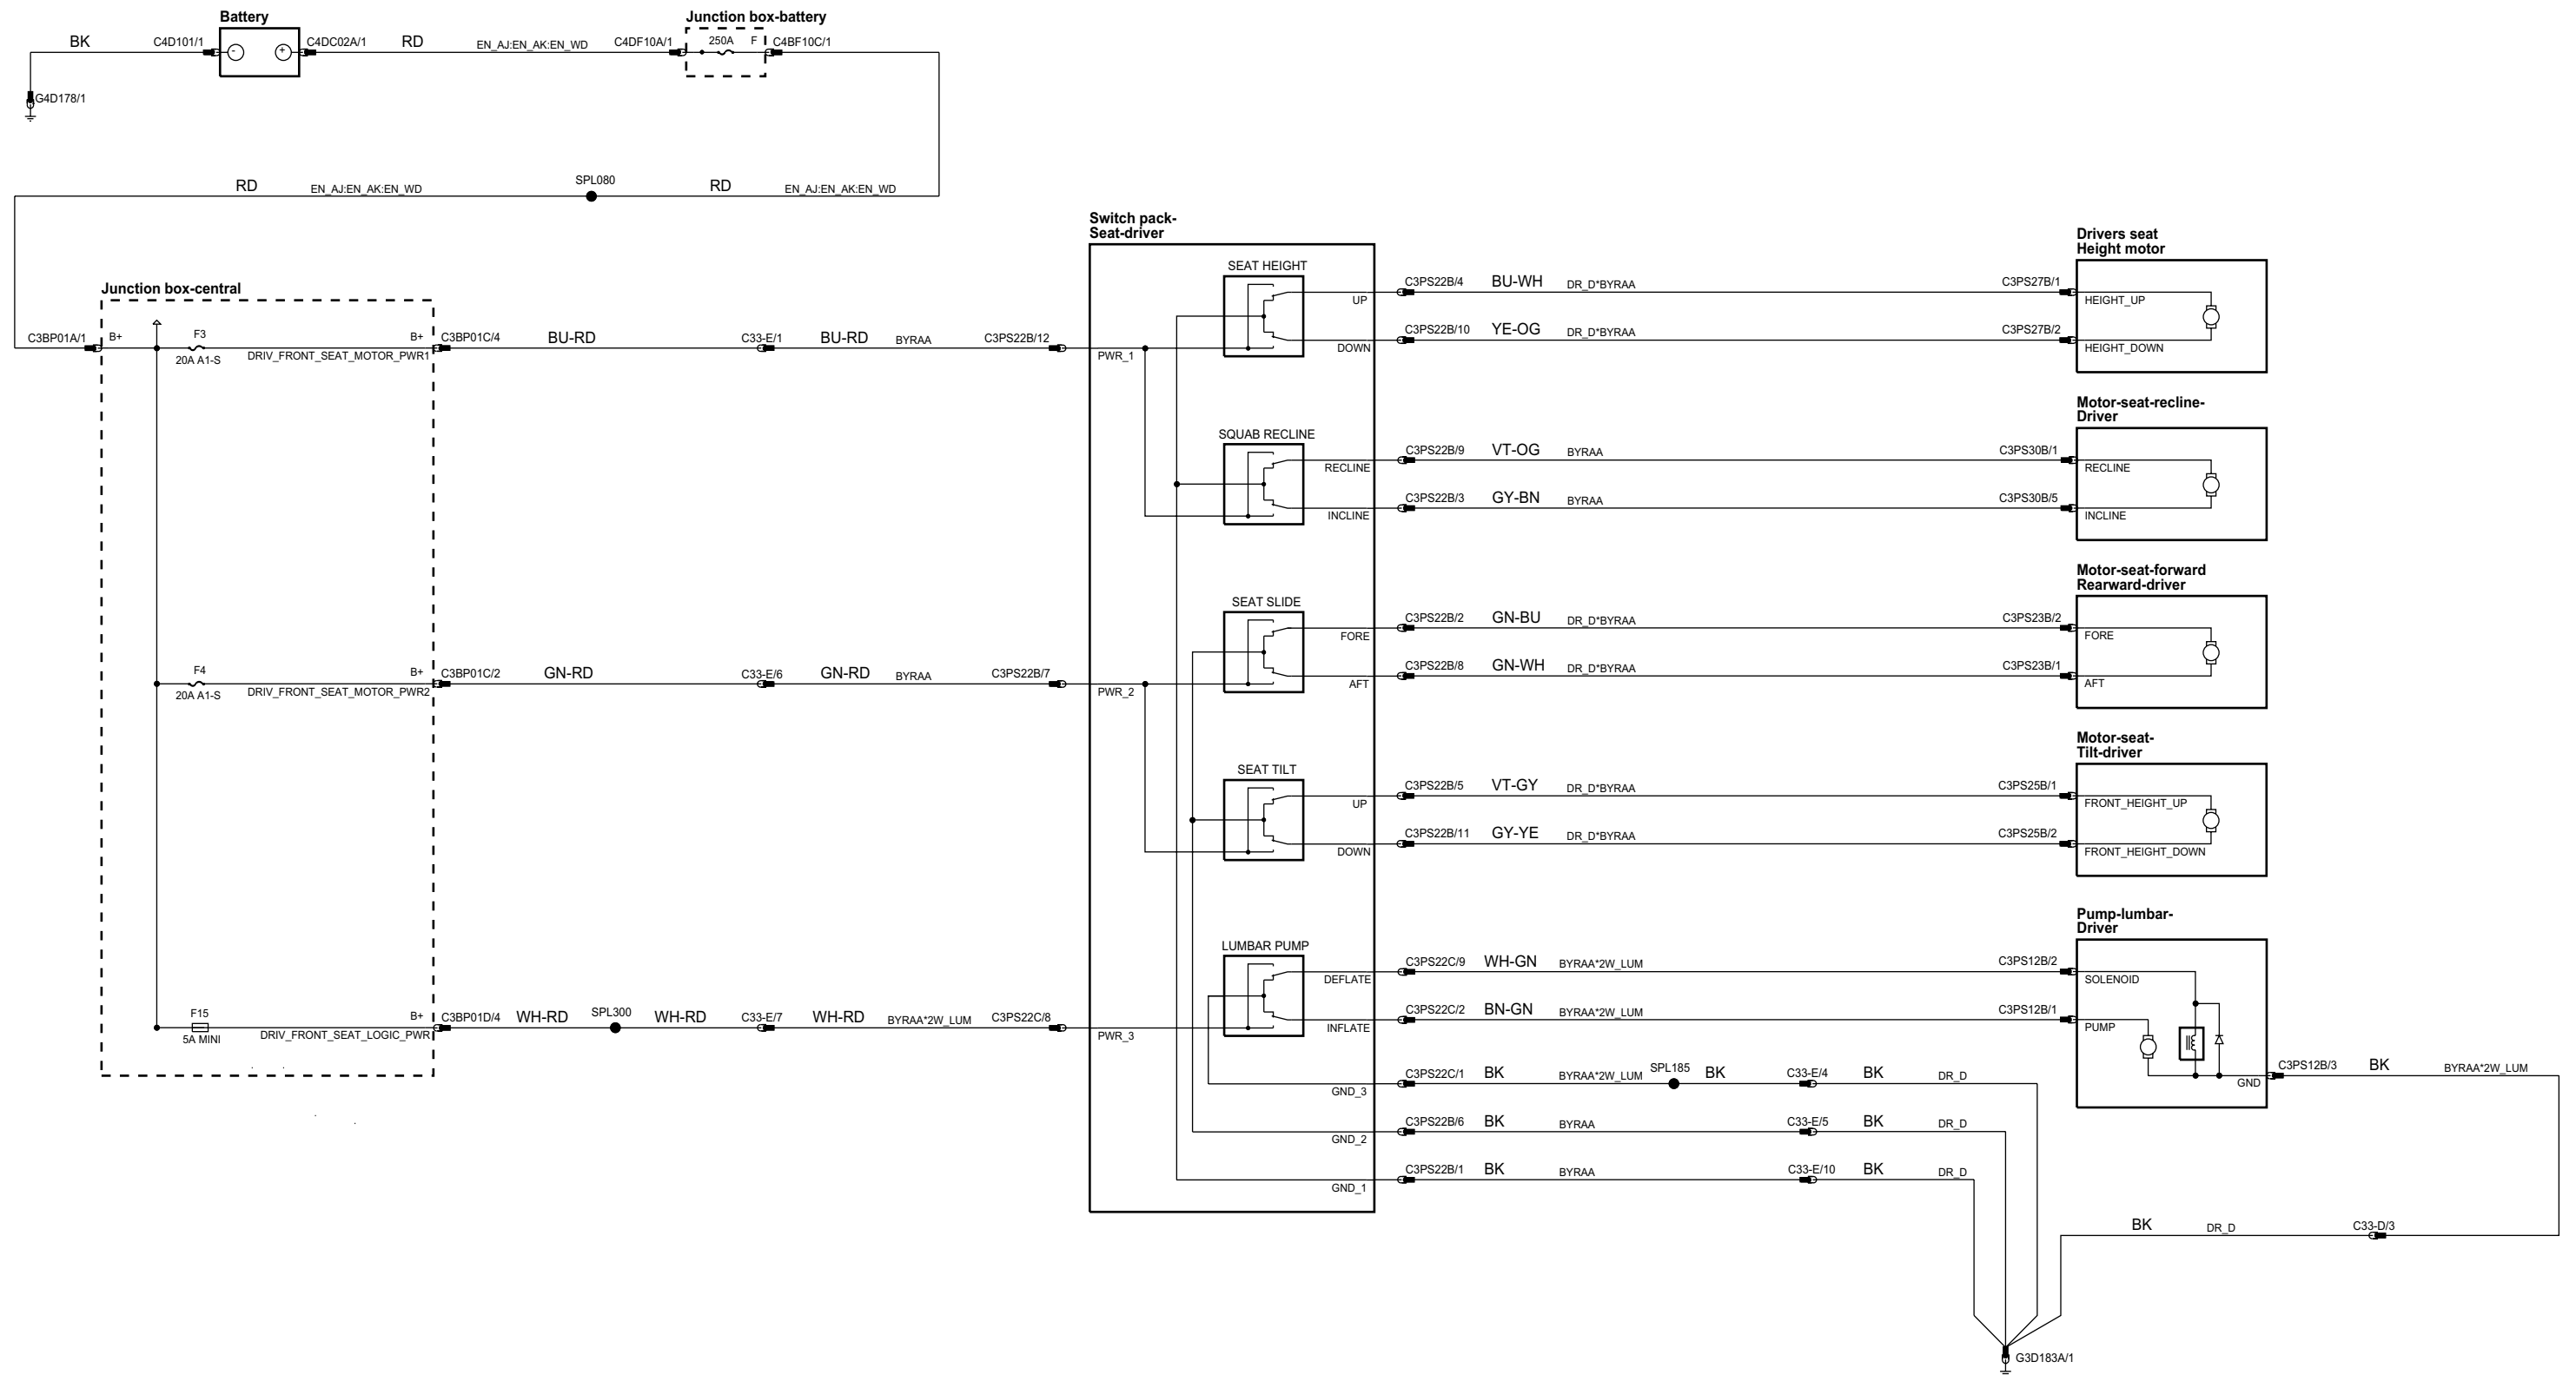 Battery
Junction box-battery
BK
C4D101/1
-
+
C4DC02A/1
RD
EN_AJ:EN_AK:EN_WD
C4DF10A/1
250A
F
C4BF10C/1
G4D178/1
RD
EN_AJ:EN_AK:EN_WD
SPL080
RD
EN_AJ:EN_AK:EN_WD
Junction box-central
C3BP01A/1
B+
F3
20A A1-S
B+
DRIV_FRONT_SEAT_MOTOR_PWR1
C3BP01C/4
BU-RD
C33-E/1
BU-RD
BYRAA
C3PS22B/12
F4
20A A1-S
B+
DRIV_FRONT_SEAT_MOTOR_PWR2
C3BP01C/2
GN-RD
C33-E/6
GN-RD
BYRAA
C3PS22B/7
F15
5A MINI
B+
DRIV_FRONT_SEAT_LOGIC_PWR
C3BP01D/4
WH-RD
SPL300
WH-RD
C33-E/7
WH-RD
BYRAA*2W_LUM
C3PS22C/8
Switch pack-
Seat-driver
PWR_1
PWR_2
PWR_3
SEAT HEIGHT
UP
DOWN
SQUAB RECLINE
RECLINE
INCLINE
SEAT SLIDE
FORE
AFT
SEAT TILT
UP
DOWN
LUMBAR PUMP
DEFLATE
INFLATE
GND_3
GND_2
GND_1
C3PS22B/4
BU-WH
DR_D*BYRAA
C3PS27B/1
C3PS22B/10
YE-OG
DR_D*BYRAA
C3PS27B/2
Drivers seat
Height motor
HEIGHT_UP
HEIGHT_DOWN
C3PS22B/9
VT-OG
BYRAA
C3PS30B/1
C3PS22B/3
GY-BN
BYRAA
C3PS30B/5
Motor-seat-recline-
Driver
RECLINE
INCLINE
C3PS22B/2
GN-BU
DR_D*BYRAA
C3PS23B/2
C3PS22B/8
GN-WH
DR_D*BYRAA
C3PS23B/1
Motor-seat-forward
Rearward-driver
FORE
AFT
C3PS22B/5
VT-GY
DR_D*BYRAA
C3PS25B/1
C3PS22B/11
GY-YE
DR_D*BYRAA
C3PS25B/2
Motor-seat-
Tilt-driver
FRONT_HEIGHT_UP
FRONT_HEIGHT_DOWN
C3PS22C/9
WH-GN
BYRAA*2W_LUM
C3PS12B/2
C3PS22C/2
BN-GN
BYRAA*2W_LUM
C3PS12B/1
Pump-lumbar-
Driver
SOLENOID
PUMP
GND
C3PS12B/3
BK
BYRAA*2W_LUM
C3PS22C/1
BK
BYRAA*2W_LUM
SPL185
BK
C33-E/4
BK
DR_D
C3PS22B/6
BK
BYRAA
C33-E/5
BK
DR_D
C3PS22B/1
BK
BYRAA
C33-E/10
BK
DR_D
BK
DR_D
C33-D/3
G3D183A/1